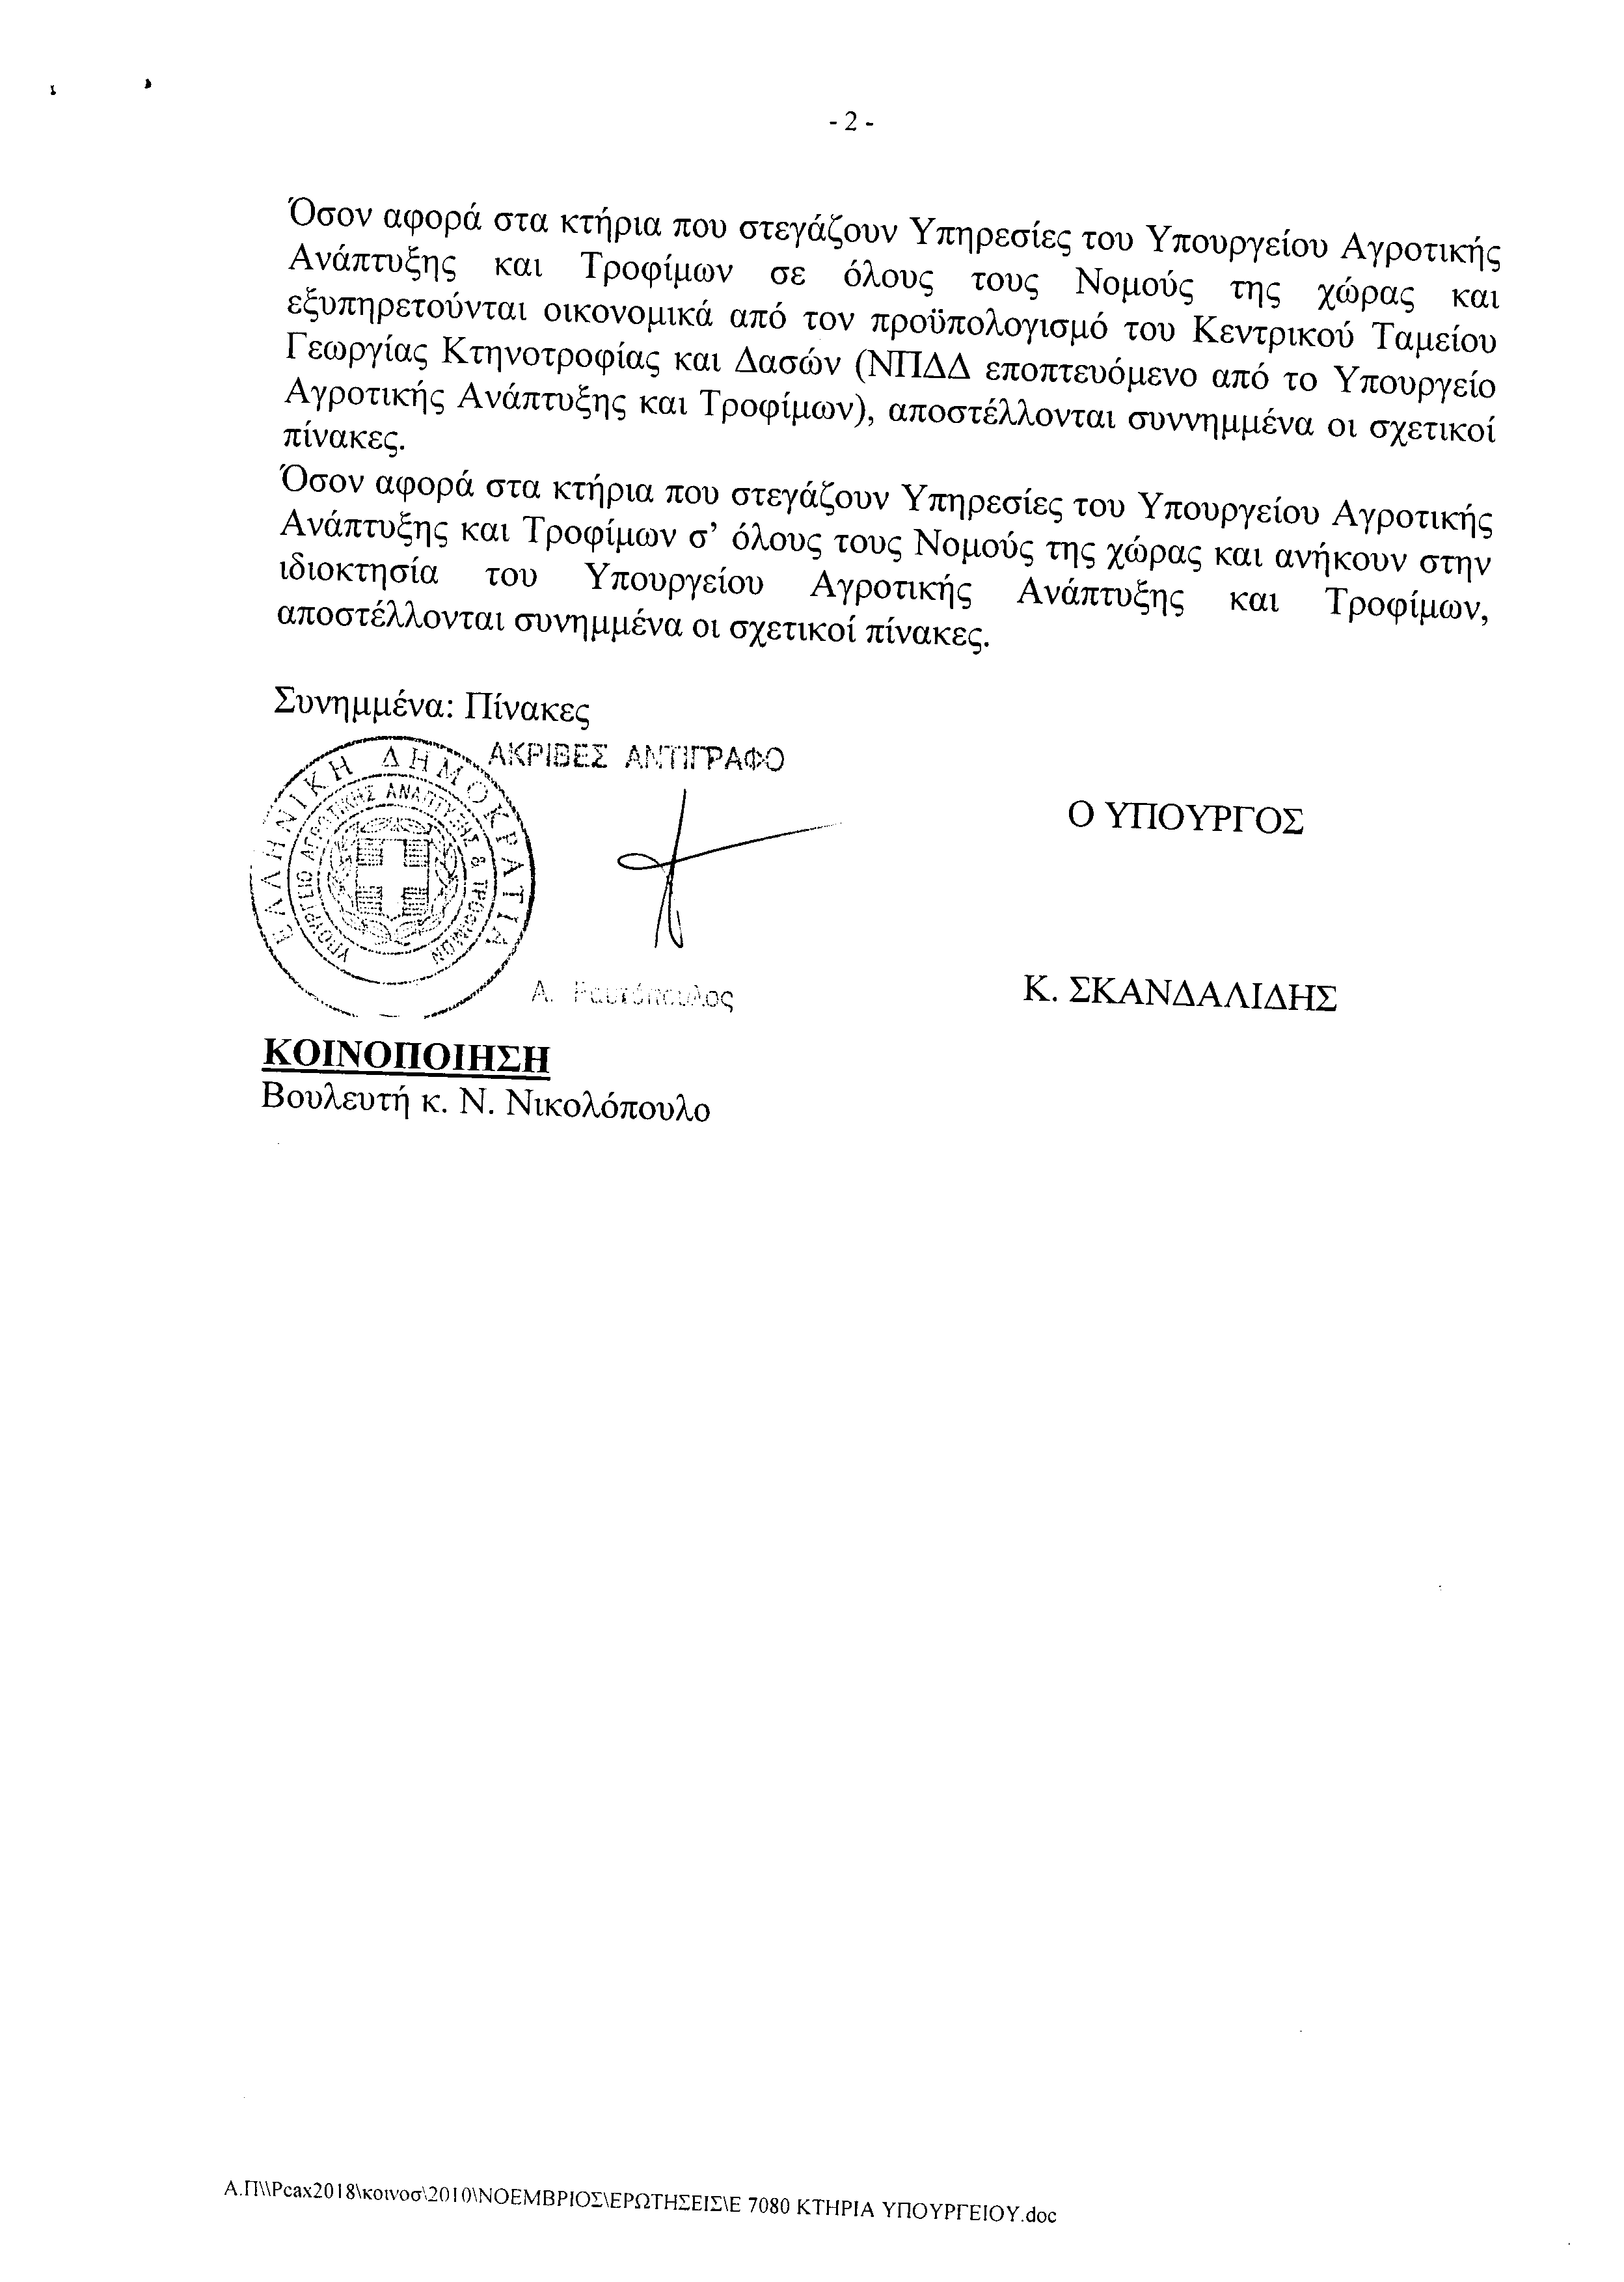 - 2 -
Όσον αφορά στα κτήρια που στεγάζουν Υπηρεσίες του Υπουργείου Αγροτικής
Ανάπτυξης και Τροφίμων σε όλους τους Νομούς της χώρας και
εξυπηρετούνται οικονομικά από τον προϋπολογισμό του Κεντρικού Ταμείου
Γεωργίας Κτηνοτροφίας και Δασών (ΝΠΔΔ εποπτευόμενο από το Υπουργείο
Αγροτικής Ανάπτυξης και Τροφίμων), αποστέλλονται συννημμένα οι σχετικοί
πίνακες.
Όσον αφορά στα κτήρια που στεγάζουν Υπηρεσίες του Υπουργείου Αγροτικής
Ανάπτυξης και Τροφίμων σ’ όλους τους Νομούς της χώρας και ανήκουν στην
ιδιοκτησία του Υπουργείου Αγροτικής Ανάπτυξης και Τροφίμων,
αποστέλλονται συνημμένα οι σχετικοί πίνακες.
Συνημμένα: Πίνακες
ΑΚΡΙΒΕΣ ΑΝΤΙΓΡΑΦΟ
ΕΛΛΗΝΙΚΗ ΔΗΜΟΚΡΑΤΙΑ
ΥΠΟΥΡΓΕΙΟ ΑΓΡΟΤΙΚΗΣ ΑΝΑΠΤΥΞΗΣ & ΤΡΟΦΙΜΩΝ
Ο ΥΠΟΥΡΓΟΣ
Α.
Κ. ΣΚΑΝΔΑΛΙΔΗΣ
ΚΟΙΝΟΠΟΙΗΣΗ
Βουλευτή κ. Ν. Νικολόπουλο
Α.Π\\Pcax2018\κοινοσ\2010\ΝΟΕΜΒΡΙΟΣ\ΕΡΩΤΗΣΕΙΣ\Ε 7080 ΚΤΗΡΙΑ ΥΠΟΥΡΓΕΙΟΥ.doc